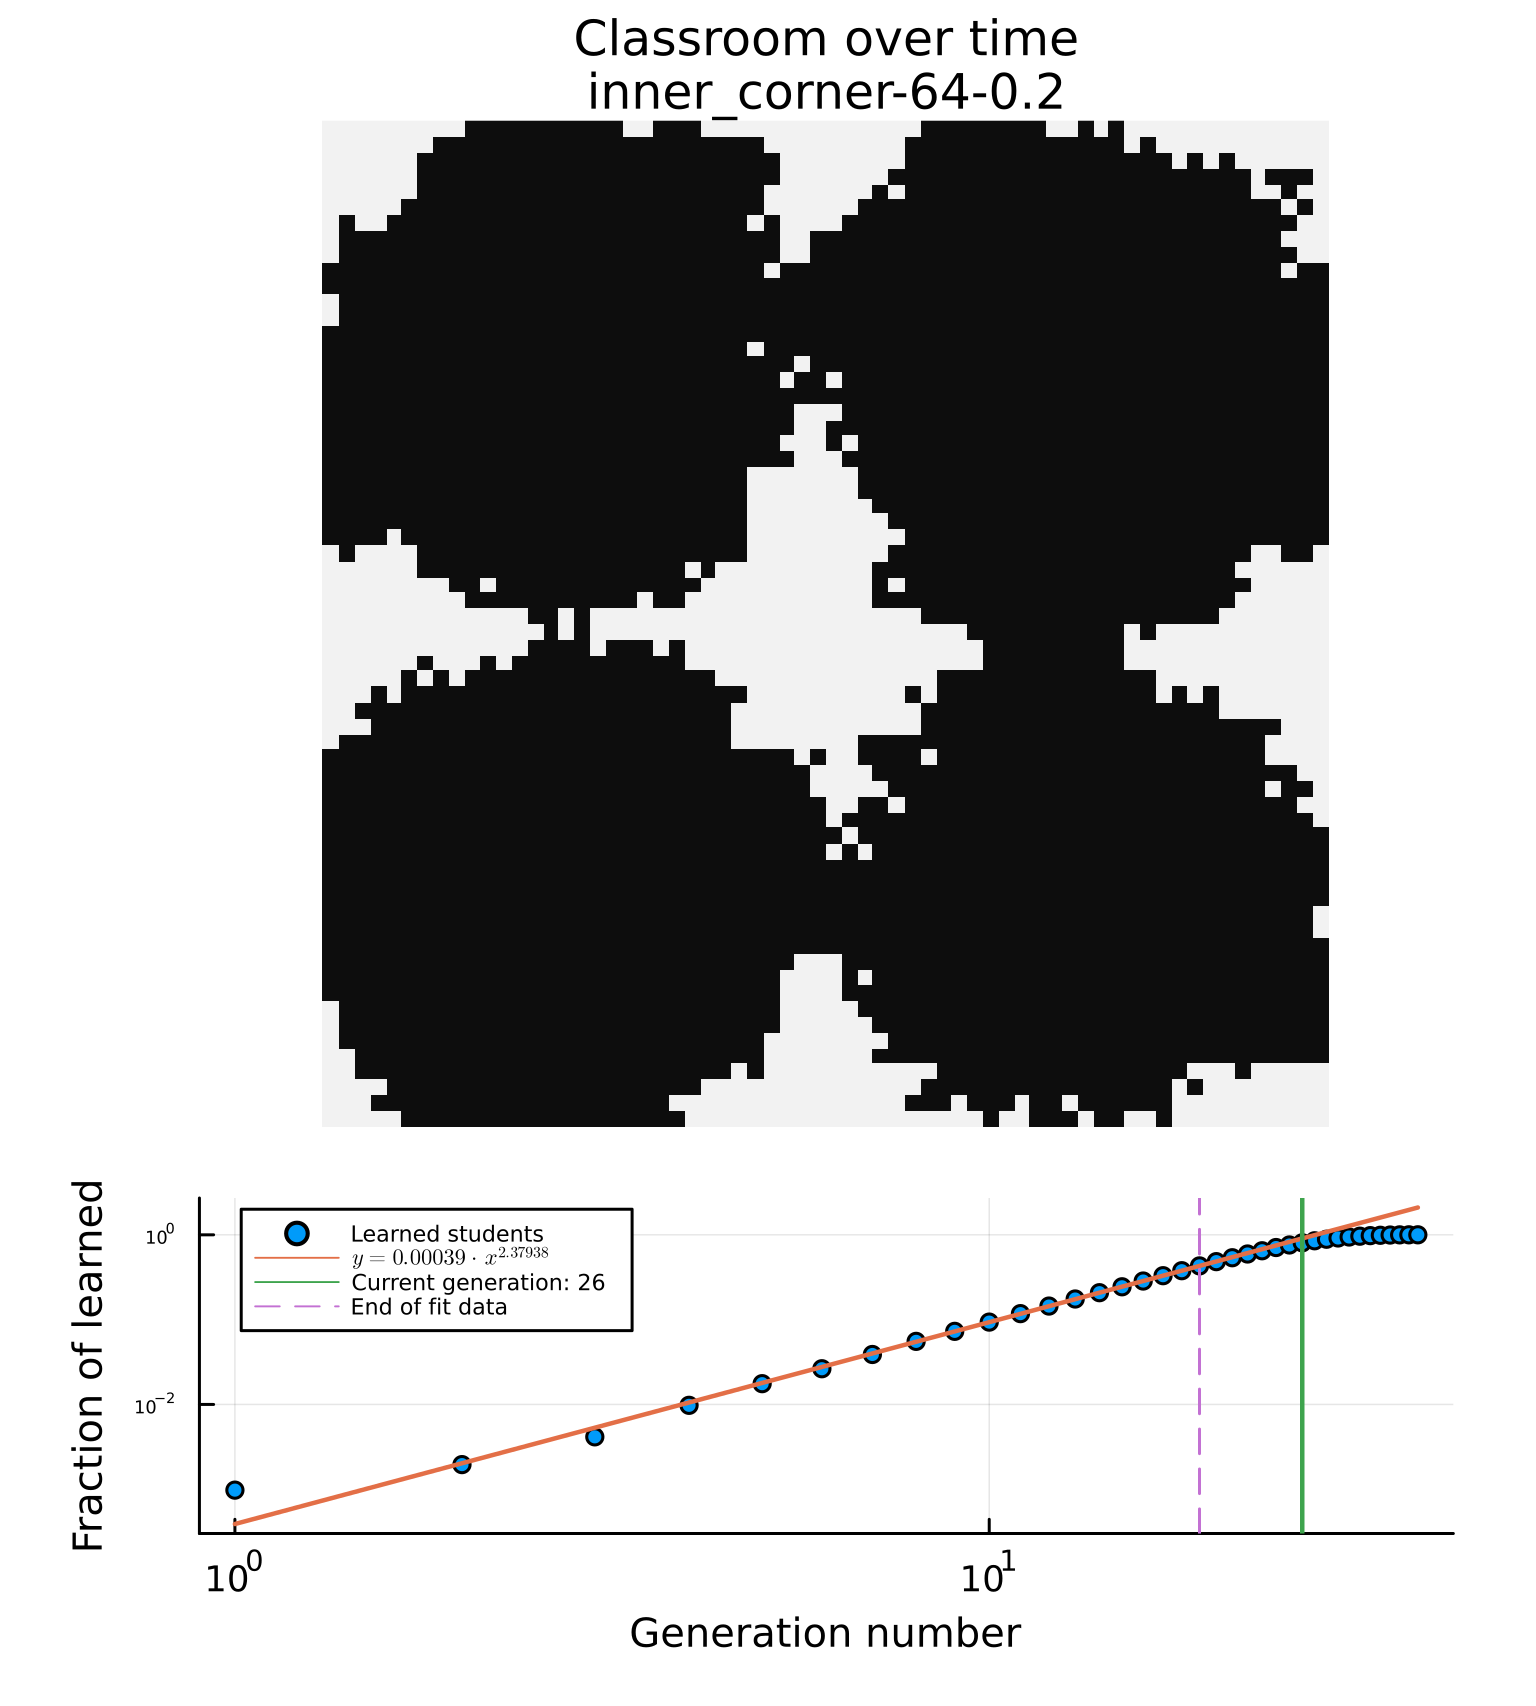 Classroom over time
inner_corner-64-0.2
Fraction of learned
10^0
10^−2
Learned students
y = 0.00039 · x^2.37938
Current generation: 26
End of fit data
10^0
10^1
Generation number